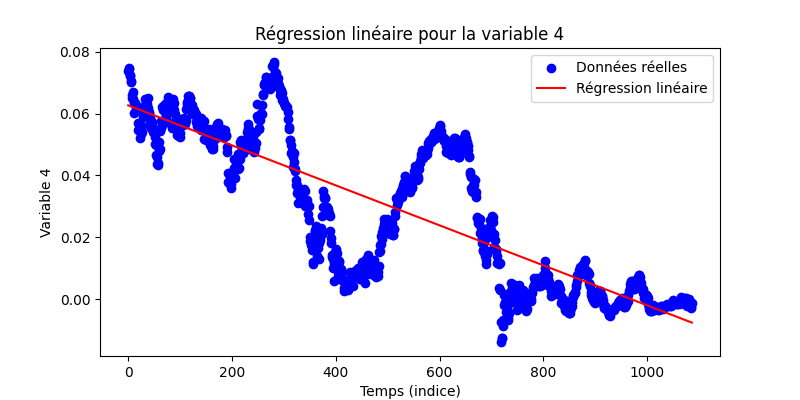 Régression linéaire pour la variable 4
Données réelles
Régression linéaire
0.08
0.06
0.04
0.02
0.00
Variable 4
0
200
400
600
800
1000
Temps (indice)